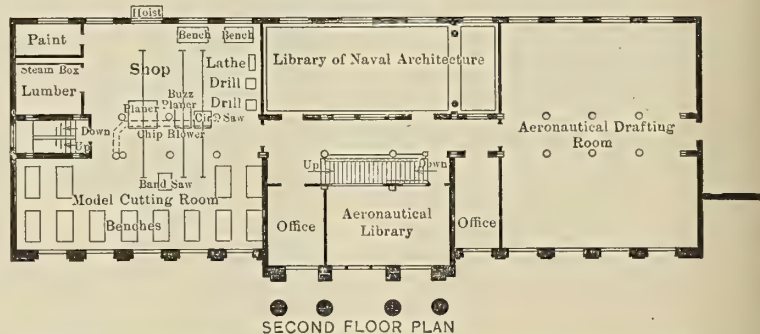 Hoist
Paint
Bench Bench
Steam Box
Shop
Lathe
Library of Naval Architecture
Lumber
Drill
Buzz
Planer Planer
Drill
Circ Saw
Down
Chip Blower
Up
Aeronautical Drafting
Room
Up
Down
Band Saw
Model Cutting Room
Benches
Office
Aeronautical
Library
Office
SECOND FLOOR PLAN